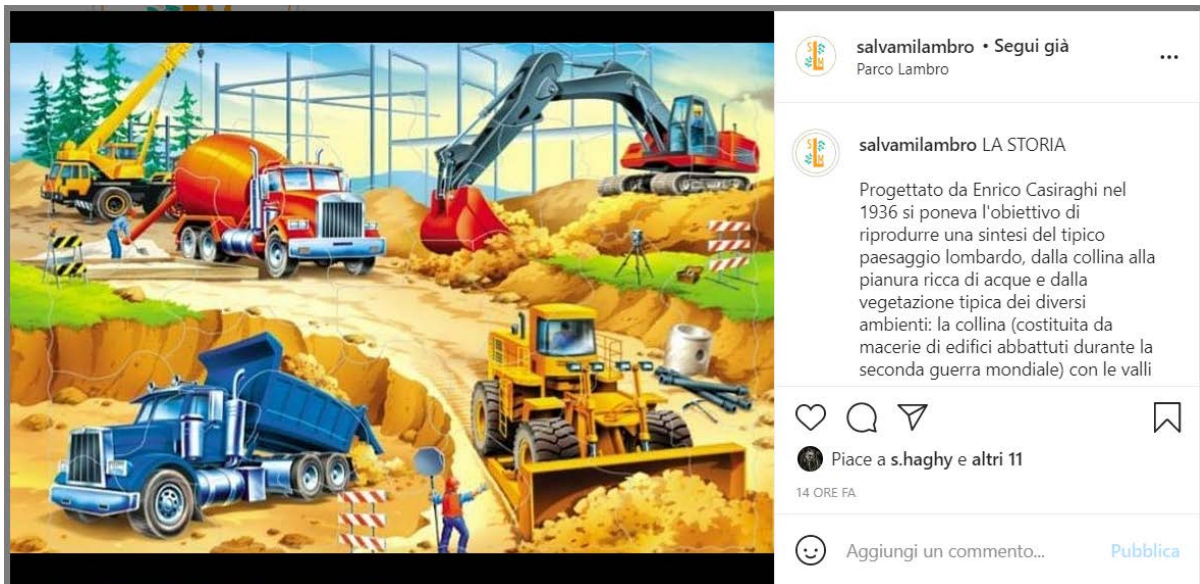 salvamilambro • Segui già
Parco Lambro
salvamilambro LA STORIA
Progettato da Enrico Casiraghi nel
1936 si poneva l'obiettivo di
riprodurre una sintesi del tipico
paesaggio lombardo, dalla collina alla
pianura ricca di acque e dalla
vegetazione tipica dei diversi
ambienti: la collina (costituita da
macerie di edifici abbattuti durante la
seconda guerra mondiale) con le valli
Piace a s.haghy e altri 11
14 ORE FA
Aggiungi un commento... Pubblica